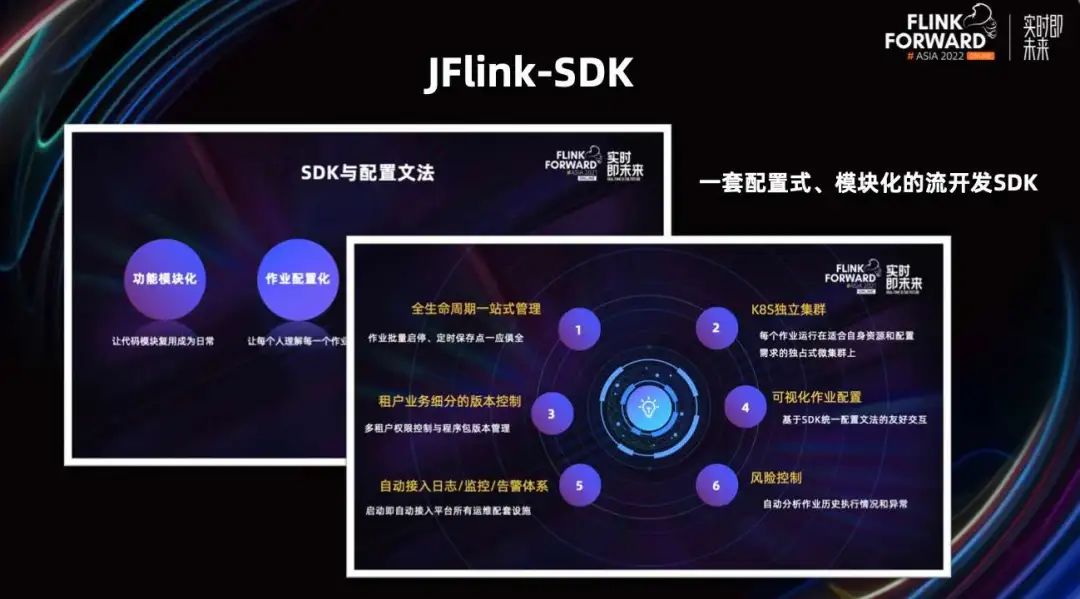 FLINK
FORWARD
# ASIA 2022 ONLINE
实时即
未来
JFlink-SDK
一套配置式、模块化的流开发SDK
SDK与配置文法
FLINK
FORWARD
#ASIA 2021
ONLINE
实时
即未来
功能模块化
作业配置化
让代码模块复用成为日常
让每个人理解每一个作业
FLINK
FORWARD
#ASIA 2021
ONLINE
实时
即未来
全生命周期一站式管理
作业批量启停、定时保存点一应俱全
1
2
K8S独立集群
每个作业运行在适合自身资源和配置
需求的独占式微集群上
租户业务细分的版本控制
多租户权限控制与程序包版本管理
3
4
可视化作业配置
基于SDK统一配置文法的友好交互
自动接入日志/监控/告警体系
启动即自动接入平台所有运维配套设施
5
6
风险控制
自动分析作业历史执行情况和异常